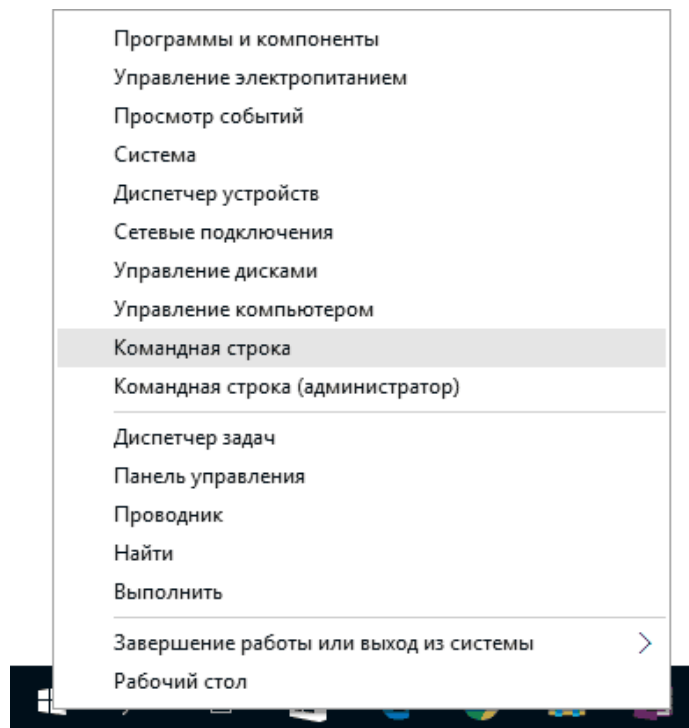 Программы и компоненты
Управление электропитанием
Просмотр событий
Система
Диспетчер устройств
Сетевые подключения
Управление дисками
Управление компьютером
Командная строка
Командная строка (администратор)
Диспетчер задач
Панель управления
Проводник
Найти
Выполнить
Завершение работы или выход из системы
Рабочий стол